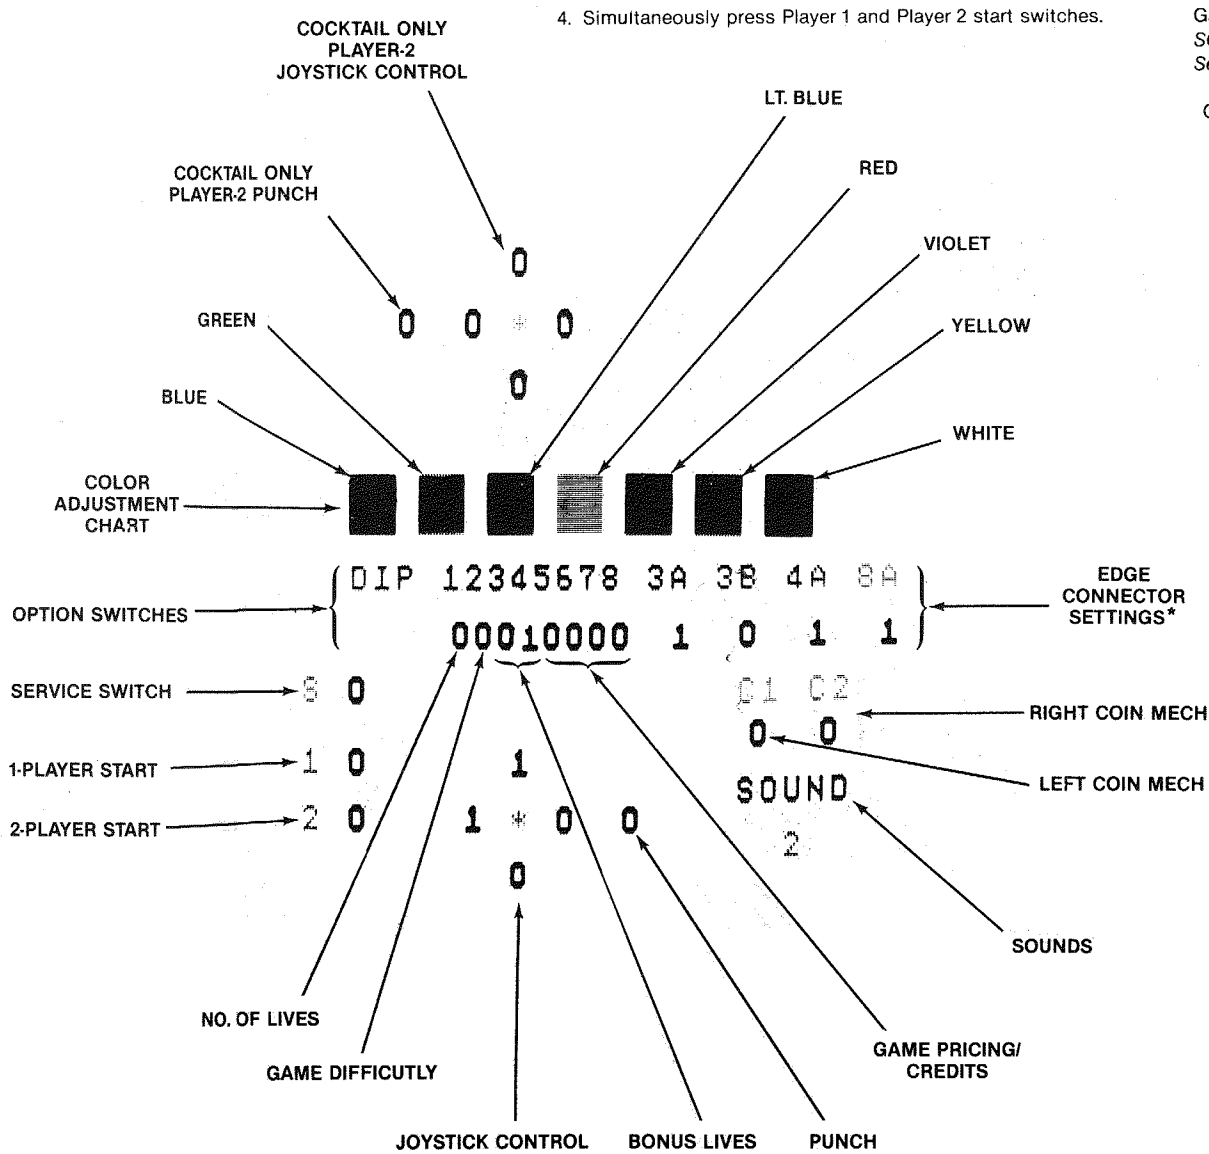 4. Simultaneously press Player 1 and Player 2 start switches.
COCKTAIL ONLY
PLAYER-2
JOYSTICK CONTROL
LT. BLUE
COCKTAIL ONLY
PLAYER-2 PUNCH
RED
VIOLET
0
GREEN
0 0 * 0
YELLOW
0
BLUE
WHITE
COLOR
ADJUSTMENT
CHART
DIP 12345678 3A 3B 4A 8A
OPTION SWITCHES
00010000 1 0 1 1
EDGE
CONNECTOR
SETTINGS*
SERVICE SWITCH
8 0
C1 C2
RIGHT COIN MECH
0 0
1-PLAYER START
1 0
1
LEFT COIN MECH
SOUND
2-PLAYER START
2 0
1 * 0 0
2
0
SOUNDS
NO. OF LIVES
GAME DIFFICUTLY
GAME PRICING/
CREDITS
JOYSTICK CONTROL
BONUS LIVES
PUNCH